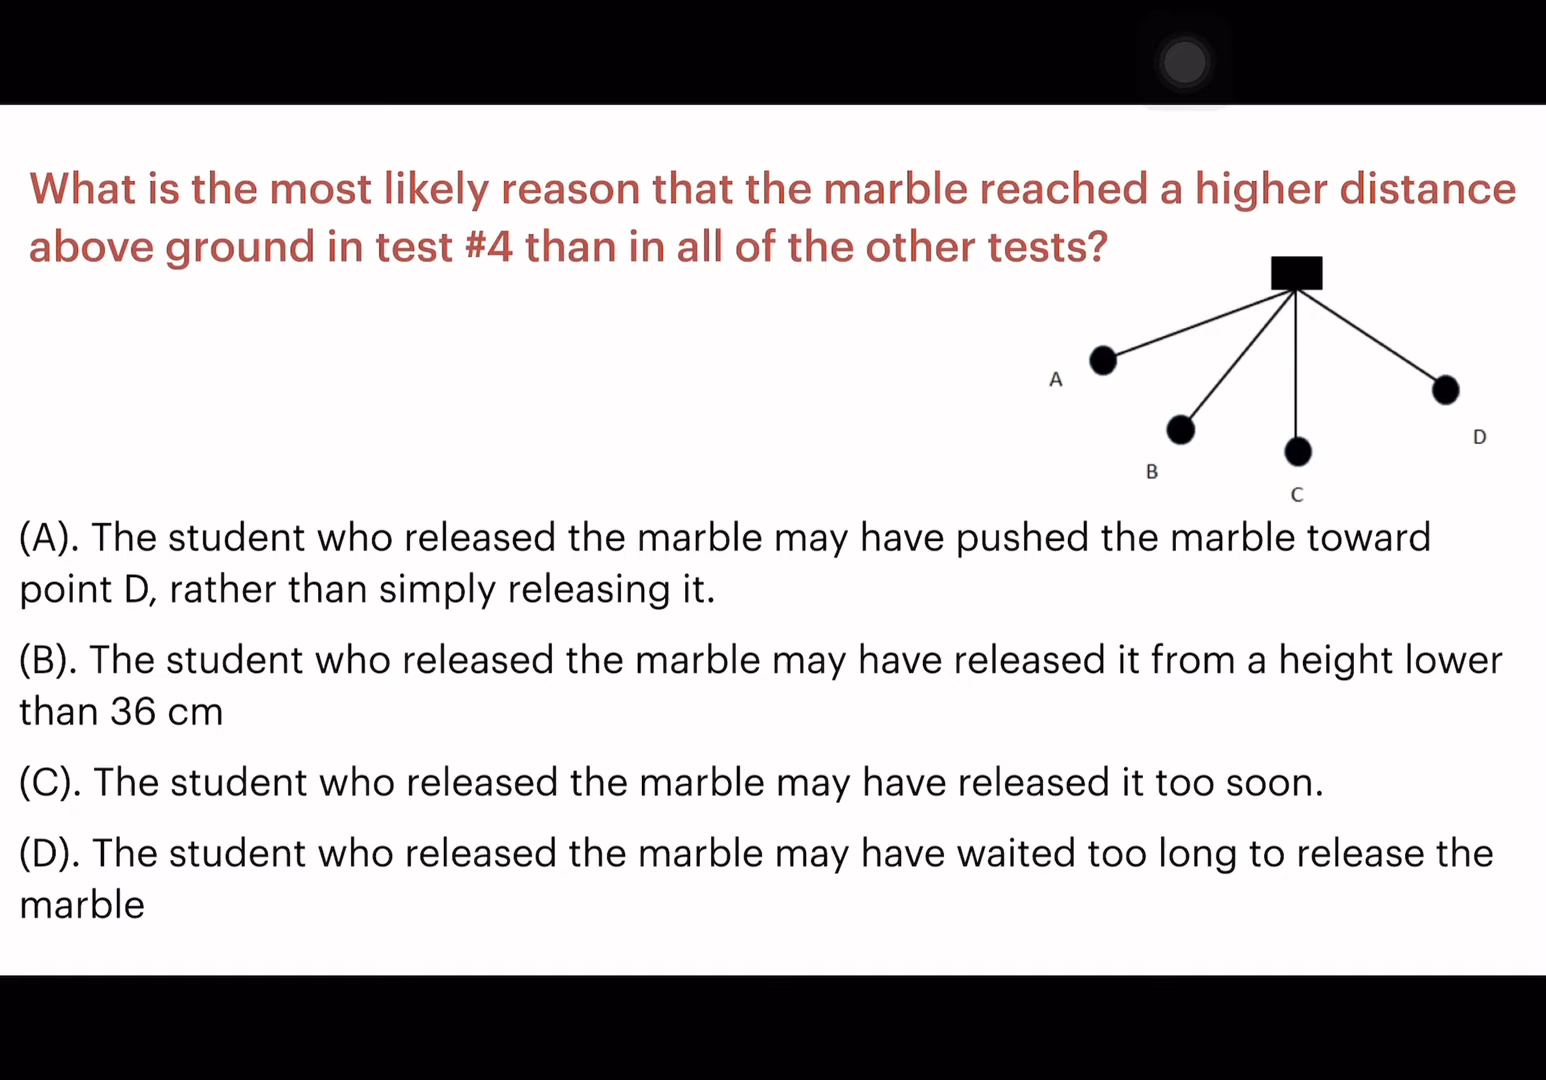 What is the most likely reason that the marble reached a higher distance
above ground in test #4 than in all of the other tests?
A
D
B
C
(A). The student who released the marble may have pushed the marble toward
point D, rather than simply releasing it.
(B). The student who released the marble may have released it from a height lower
than 36 cm
(C). The student who released the marble may have released it too soon.
(D). The student who released the marble may have waited too long to release the
marble